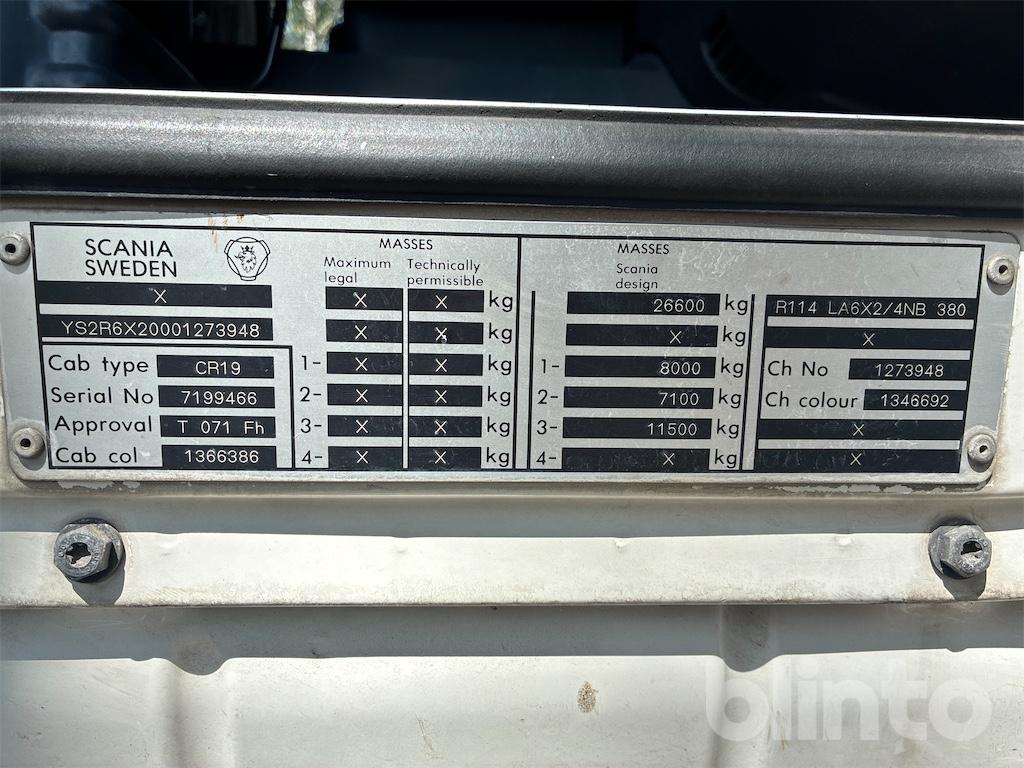 SCANIA
SWEDEN
X
YS2R6X20001273948
Cab type CR19
Serial No 7199466
Approval T 071 Fh
Cab col 1366386
MASSES
Maximum legal Technically permissible
X X kg
X X kg
1- X X kg
2- X X kg
3- X X kg
4- X X kg
MASSES
Scania
design
26600 kg
X kg
1- 8000 kg
2- 7100 kg
3- 11500 kg
4- X kg
R114 LA6X2/4NB 380
X
Ch No 1273948
Ch colour 1346692
X
X
blinto